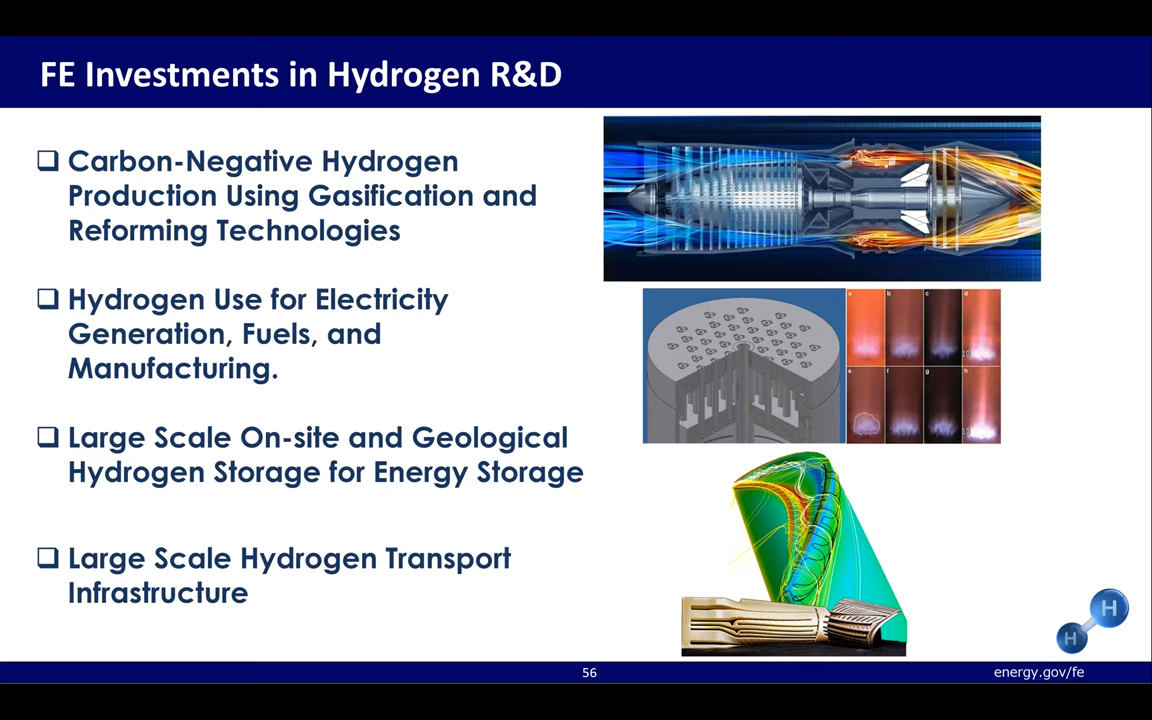 FE Investments in Hydrogen R&D
Carbon-Negative Hydrogen
Production Using Gasification and
Reforming Technologies
Hydrogen Use for Electricity
Generation, Fuels, and
Manufacturing.
Large Scale On-site and Geological
Hydrogen Storage for Energy Storage
Large Scale Hydrogen Transport
Infrastructure
a b c d
e f g h
H
H
56
energy.gov/fe